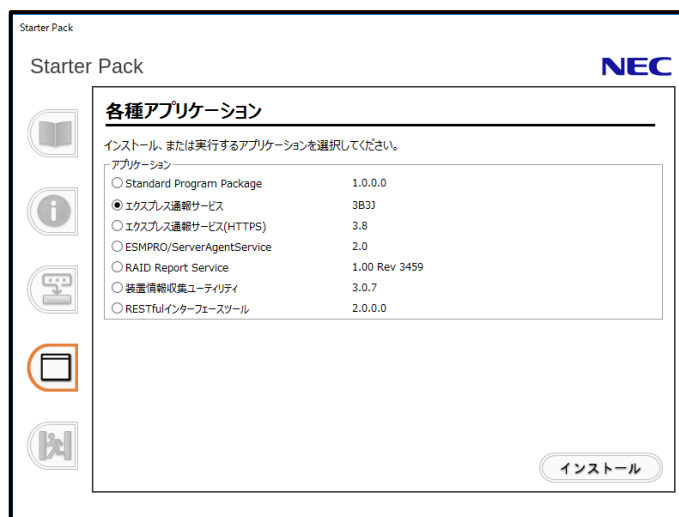 Starter Pack
Starter Pack
NEC
各種アプリケーション
インストール、または実行するアプリケーションを選択してください。
アプリケーション
Standard Program Package 1.0.0.0
エクスプレス通報サービス 3B3J
エクスプレス通報サービス(HTTPS) 3.8
ESMPRO/ServerAgentService 2.0
RAID Report Service 1.00 Rev 3459
装置情報収集ユーティリティ 3.0.7
RESTfulインターフェースツール 2.0.0.0
インストール